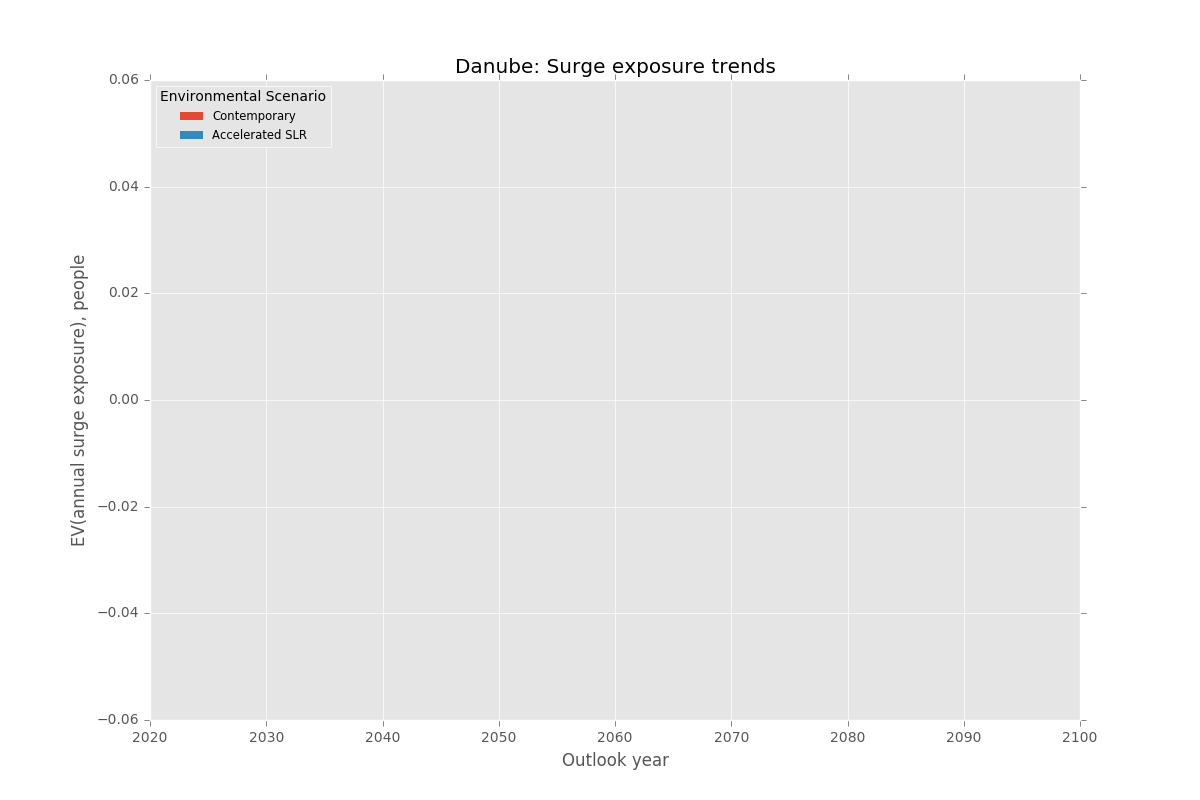 Danube: Surge exposure trends
Environmental Scenario
Contemporary
Accelerated SLR
EV(annual surge exposure), people
0.06
0.04
0.02
0.00
−0.02
−0.04
−0.06
2020 2030 2040 2050 2060 2070 2080 2090 2100
Outlook year